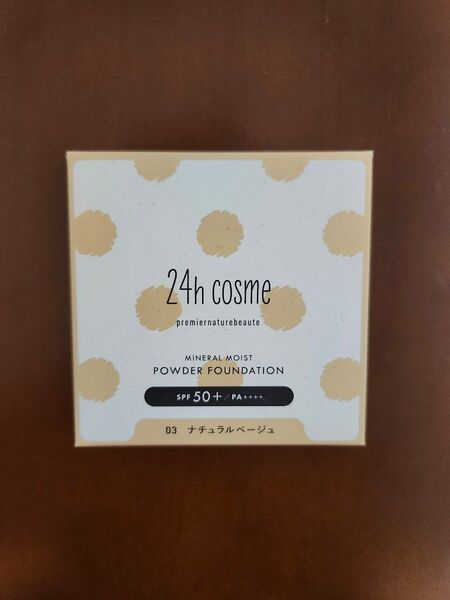 24h cosme
premiernaturebeaute
MINERAL MOIST
POWDER FOUNDATION
SPF 50+/PA++++
03 ナチュラルベージュ